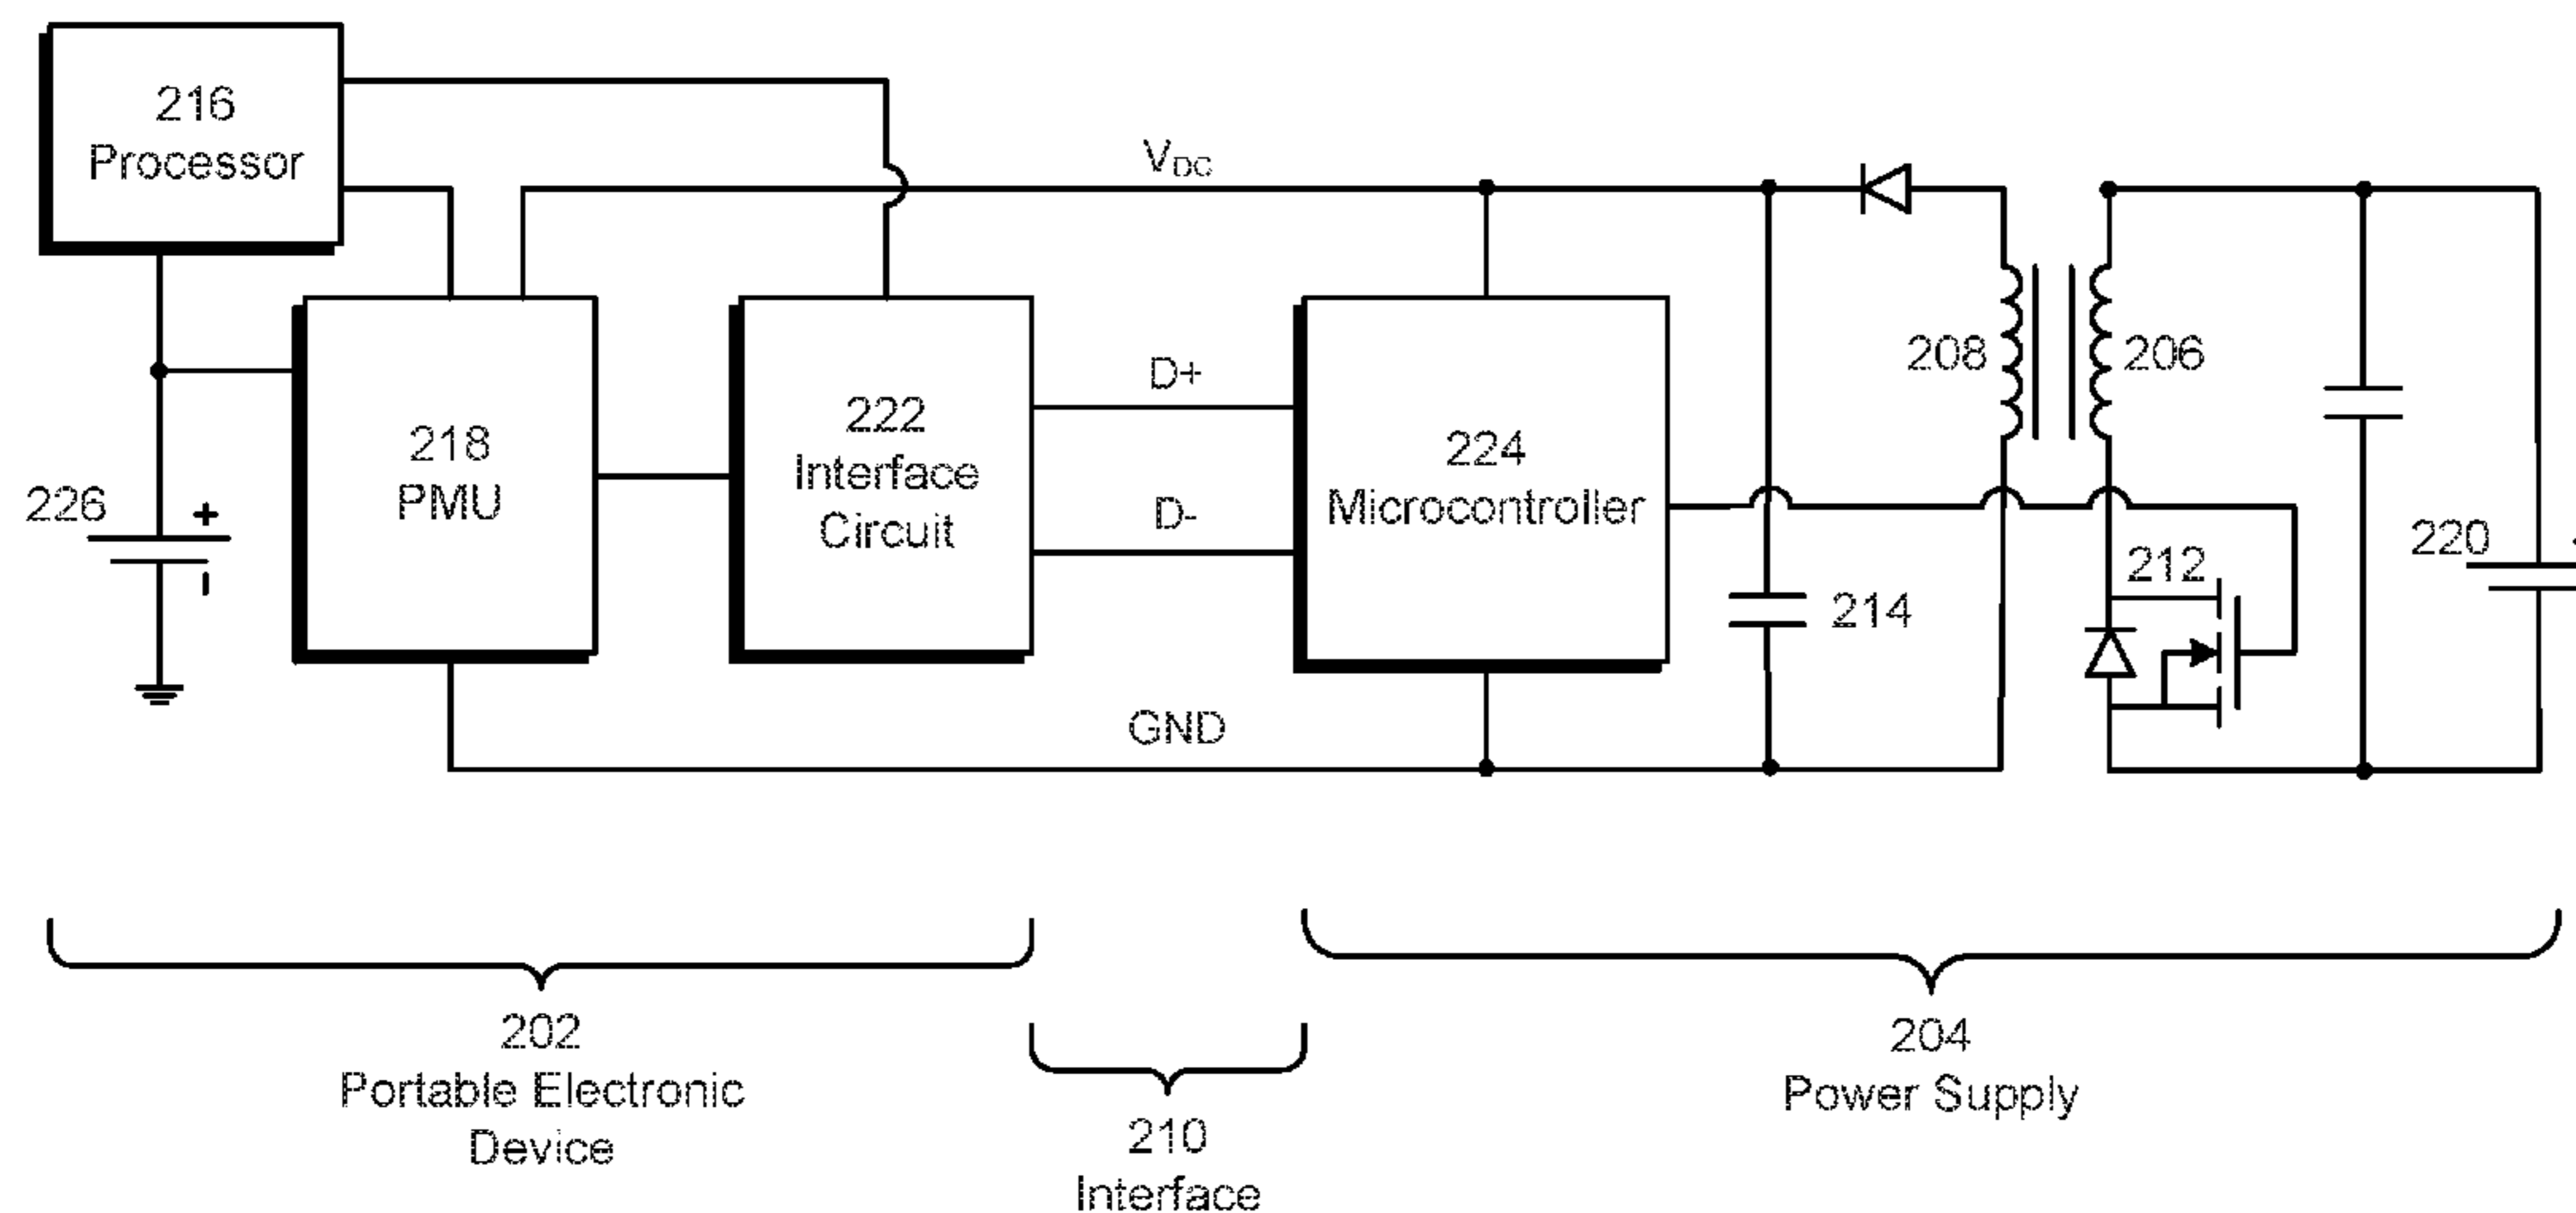 216
Processor
V_DC
208
206
D+
222
Interface
Circuit
218
PMU
224
Microcontroller
226
+
-
D-
220
212
214
GND
202
Portable Electronic
Device
204
Power Supply
210
Interface